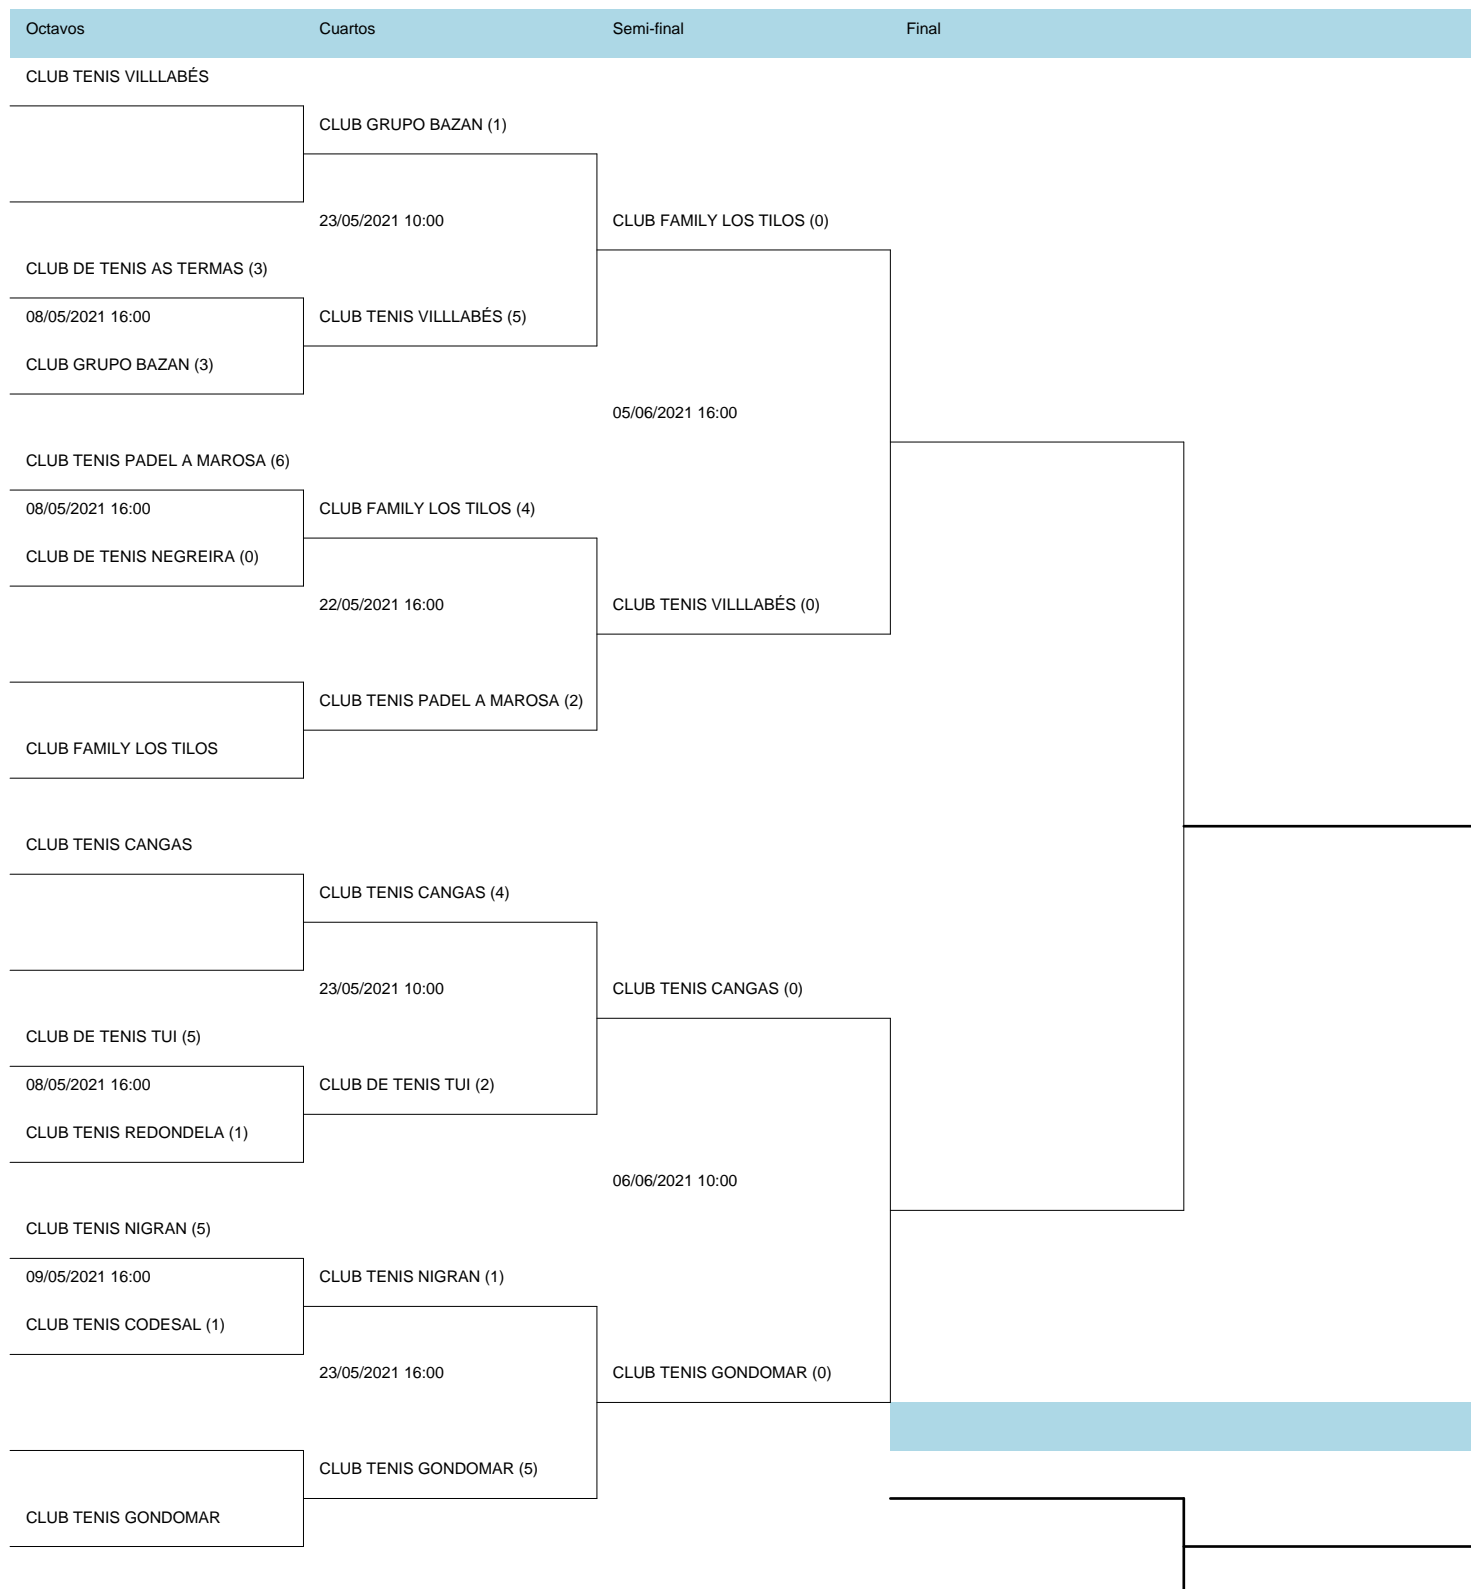 Octavos Cuartos Semi-final Final
CLUB TENIS VILLLABÉS
CLUB GRUPO BAZAN (1)
23/05/2021 10:00 CLUB FAMILY LOS TILOS (0)
CLUB DE TENIS AS TERMAS (3)
08/05/2021 16:00 CLUB TENIS VILLLABÉS (5)
CLUB GRUPO BAZAN (3)
05/06/2021 16:00
CLUB TENIS PADEL A MAROSA (6)
08/05/2021 16:00 CLUB FAMILY LOS TILOS (4)
CLUB DE TENIS NEGREIRA (0)
22/05/2021 16:00 CLUB TENIS VILLLABÉS (0)
CLUB TENIS PADEL A MAROSA (2)
CLUB FAMILY LOS TILOS
CLUB TENIS CANGAS
CLUB TENIS CANGAS (4)
23/05/2021 10:00 CLUB TENIS CANGAS (0)
CLUB DE TENIS TUI (5)
08/05/2021 16:00 CLUB DE TENIS TUI (2)
CLUB TENIS REDONDELA (1)
06/06/2021 10:00
CLUB TENIS NIGRAN (5)
09/05/2021 16:00 CLUB TENIS NIGRAN (1)
CLUB TENIS CODESAL (1)
23/05/2021 16:00 CLUB TENIS GONDOMAR (0)
CLUB TENIS GONDOMAR (5)
CLUB TENIS GONDOMAR